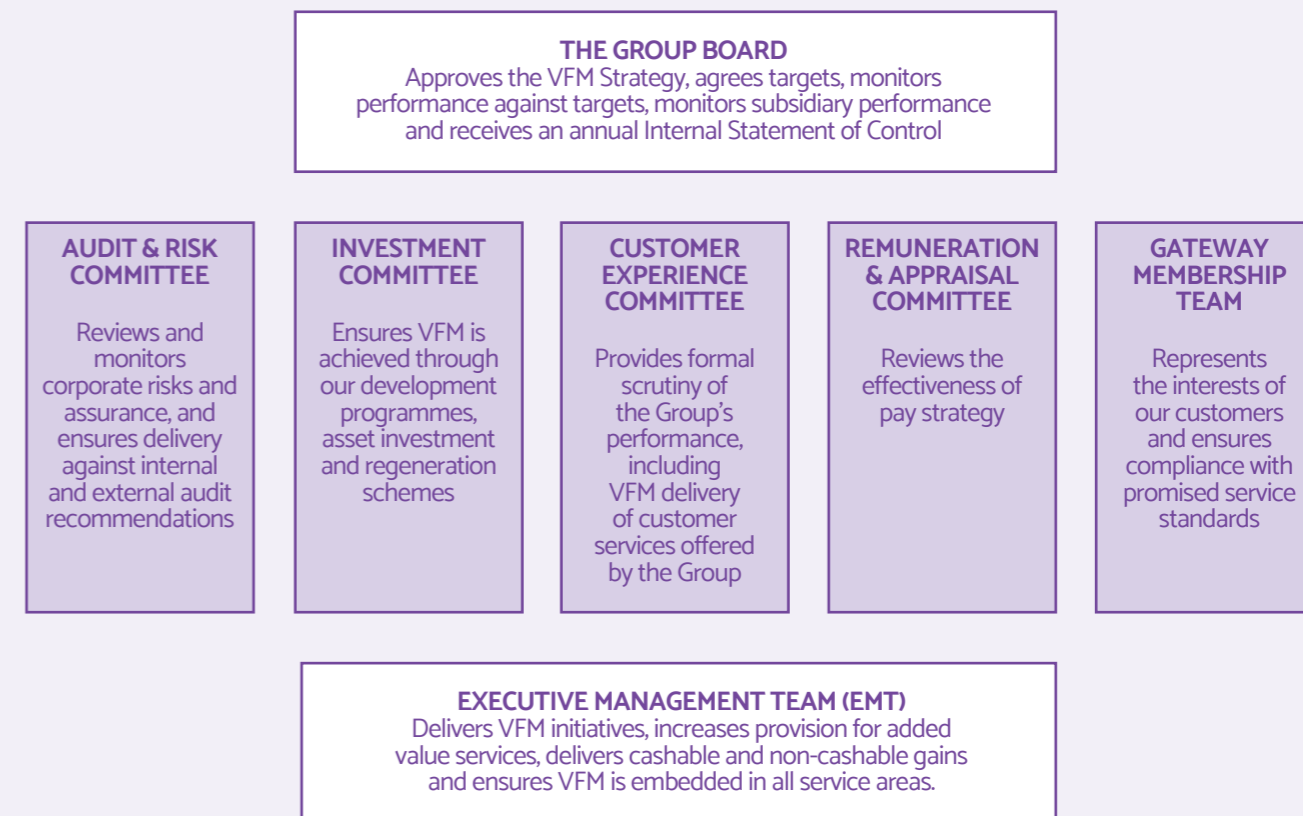 THE GROUP BOARD
Approves the VFM Strategy, agrees targets, monitors
performance against targets, monitors subsidiary performance
and receives an annual Internal Statement of Control
AUDIT & RISK
COMMITTEE
Reviews and
monitors
corporate risks and
assurance, and
ensures delivery
against internal
and external audit
recommendations
INVESTMENT
COMMITTEE
Ensures VFM is
achieved through
our development
programmes,
asset investment
and regeneration
schemes
CUSTOMER
EXPERIENCE
COMMITTEE
Provides formal
scrutiny of
the Group's
performance,
including
VFM delivery
of customer
services offered
by the Group
REMUNERATION
& APPRAISAL
COMMITTEE
Reviews the
effectiveness of
pay strategy
GATEWAY
MEMBERSHIP
TEAM
Represents
the interests of
our customers
and ensures
compliance with
promised service
standards
EXECUTIVE MANAGEMENT TEAM (EMT)
Delivers VFM initiatives, increases provision for added
value services, delivers cashable and non-cashable gains
and ensures VFM is embedded in all service areas.